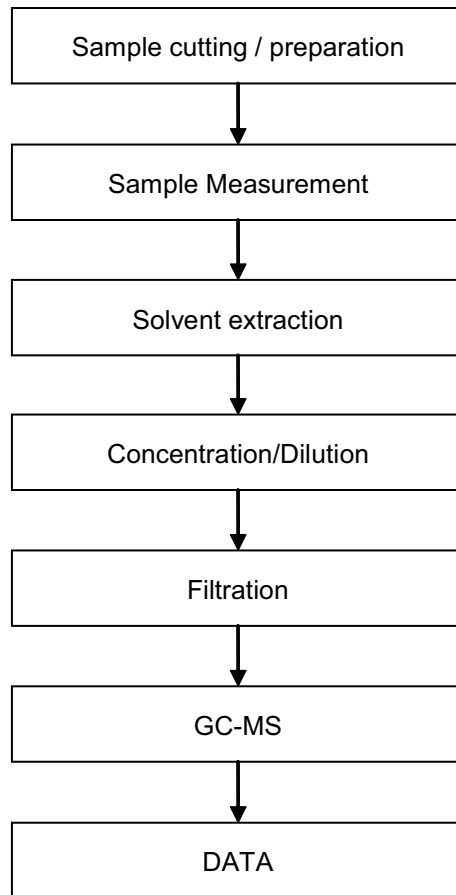 Sample cutting / preparation
Sample Measurement
Solvent extraction
Concentration/Dilution
Filtration
GC-MS
DATA